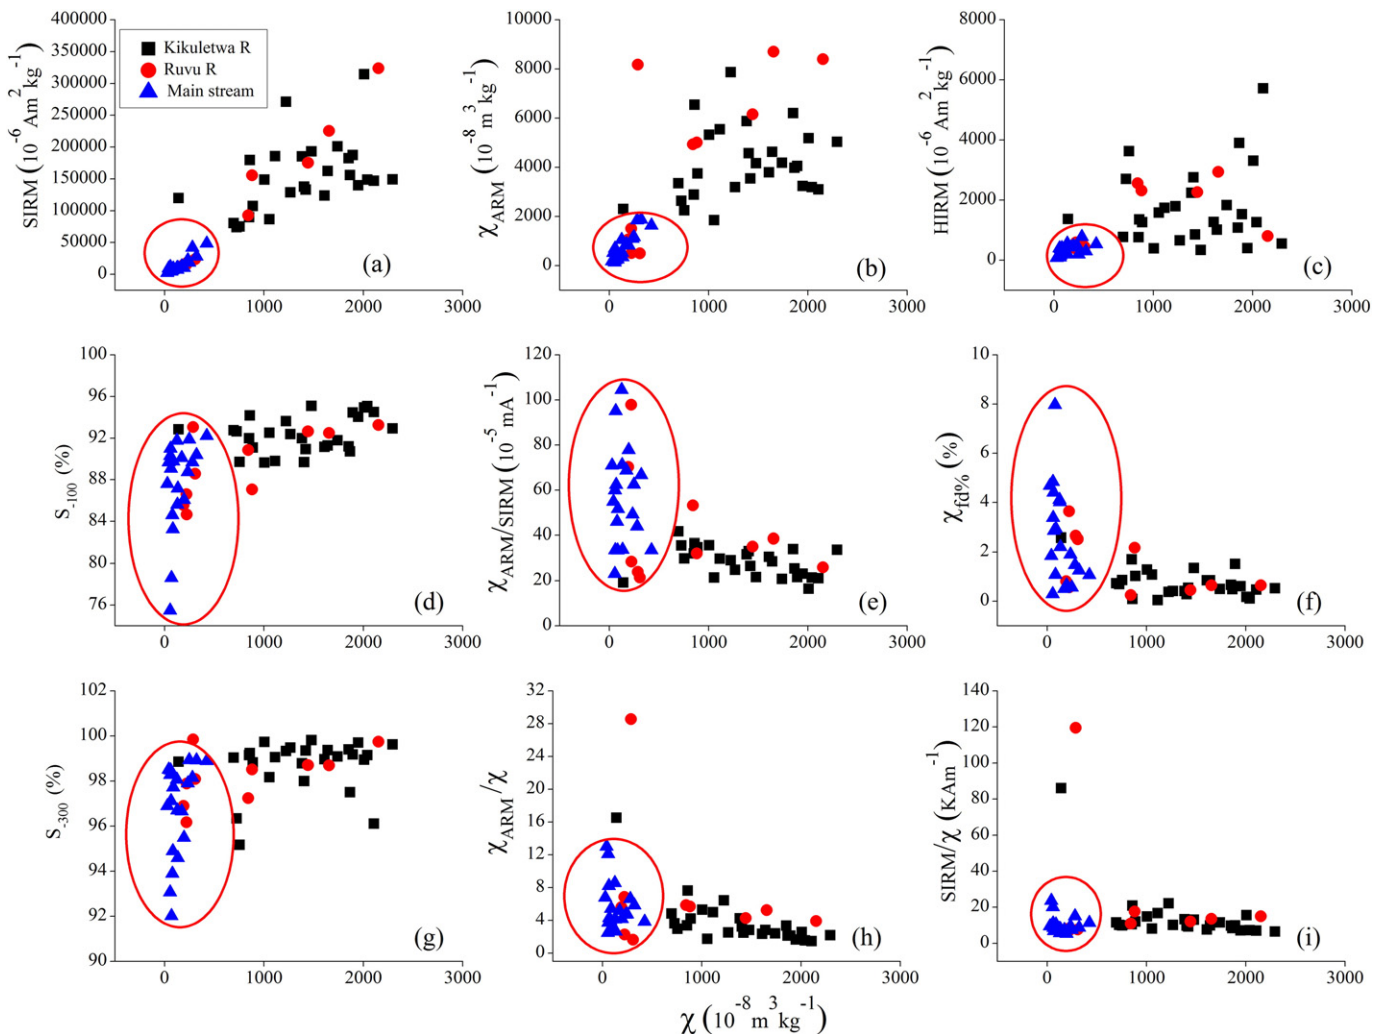 SIRM (10⁻⁶ Am²kg⁻¹)
400000
350000
300000
250000
200000
150000
100000
50000
0
Kikuletwa R
Ruvu R
Main stream
(a)
0 1000 2000 3000
χARM (10⁻⁸ m³kg⁻¹)
10000
8000
6000
4000
2000
0
(b)
0 1000 2000 3000
HIRM (10⁻⁶ Am²kg⁻¹)
8000
6000
4000
2000
0
(c)
0 1000 2000 3000
S-100 (%)
100
96
92
88
84
80
76
(d)
0 1000 2000 3000
χARM/SIRM (10⁻⁵ mA⁻¹)
120
100
80
60
40
20
0
(e)
0 1000 2000 3000
χfd% (%)
10
8
6
4
2
0
(f)
0 1000 2000 3000
S-300 (%)
102
100
98
96
94
92
90
(g)
0 1000 2000 3000
χARM/χ
32
28
24
20
16
12
8
4
0
(h)
0 1000 2000 3000
SIRM/χ (KAm⁻¹)
140
120
100
80
60
40
20
0
(i)
0 1000 2000 3000
χ (10⁻⁸ m³ kg⁻¹)